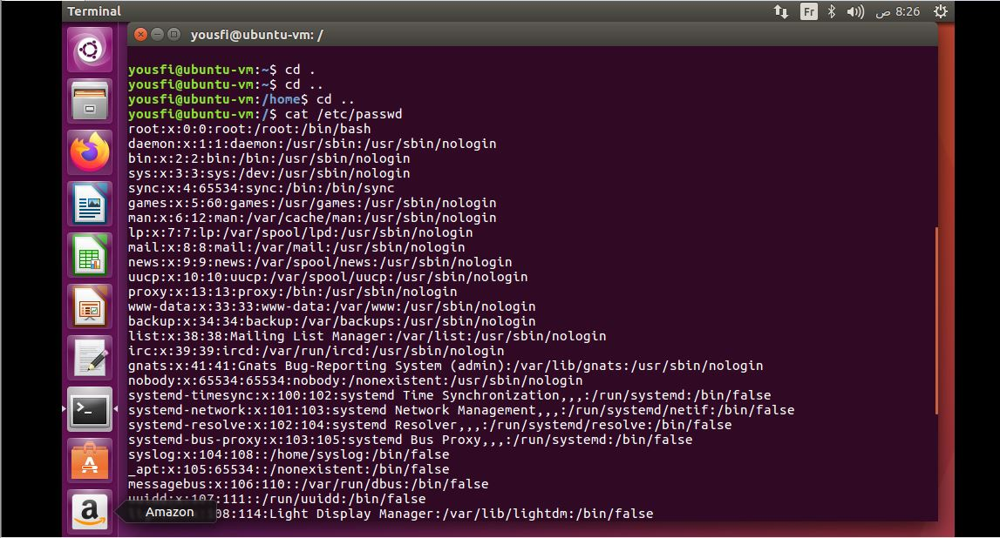 Terminal
Fr
ص 8:26
yousfi@ubuntu-vm: /
yousfi@ubuntu-vm:~$ cd .
yousfi@ubuntu-vm:~$ cd ..
yousfi@ubuntu-vm:/home$ cd ..
yousfi@ubuntu-vm:/$ cat /etc/passwd
root:x:0:0:root:/root:/bin/bash
daemon:x:1:1:daemon:/usr/sbin:/usr/sbin/nologin
bin:x:2:2:bin:/bin:/usr/sbin/nologin
sys:x:3:3:sys:/dev:/usr/sbin/nologin
sync:x:4:65534:sync:/bin:/bin/sync
games:x:5:60:games:/usr/games:/usr/sbin/nologin
man:x:6:12:man:/var/cache/man:/usr/sbin/nologin
lp:x:7:7:lp:/var/spool/lpd:/usr/sbin/nologin
mail:x:8:8:mail:/var/mail:/usr/sbin/nologin
news:x:9:9:news:/var/spool/news:/usr/sbin/nologin
uucp:x:10:10:uucp:/var/spool/uucp:/usr/sbin/nologin
proxy:x:13:13:proxy:/bin:/usr/sbin/nologin
www-data:x:33:33:www-data:/var/www:/usr/sbin/nologin
backup:x:34:34:backup:/var/backups:/usr/sbin/nologin
list:x:38:38:Mailing List Manager:/var/list:/usr/sbin/nologin
irc:x:39:39:ircd:/var/run/ircd:/usr/sbin/nologin
gnats:x:41:41:Gnats Bug-Reporting System (admin):/var/lib/gnats:/usr/sbin/nologin
nobody:x:65534:65534:nobody:/nonexistent:/usr/sbin/nologin
systemd-timesync:x:100:102:systemd Time Synchronization,,,:/run/systemd:/bin/false
systemd-network:x:101:103:systemd Network Management,,,:/run/systemd/netif:/bin/false
systemd-resolve:x:102:104:systemd Resolver,,,:/run/systemd/resolve:/bin/false
systemd-bus-proxy:x:103:105:systemd Bus Proxy,,,:/run/systemd:/bin/false
syslog:x:104:108::/home/syslog:/bin/false
_apt:x:105:65534::/nonexistent:/bin/false
messagebus:x:106:110::/var/run/dbus:/bin/false
uuidd:x:107:111::/run/uuidd:/bin/false
08:114:Light Display Manager:/var/lib/lightdm:/bin/false
Amazon